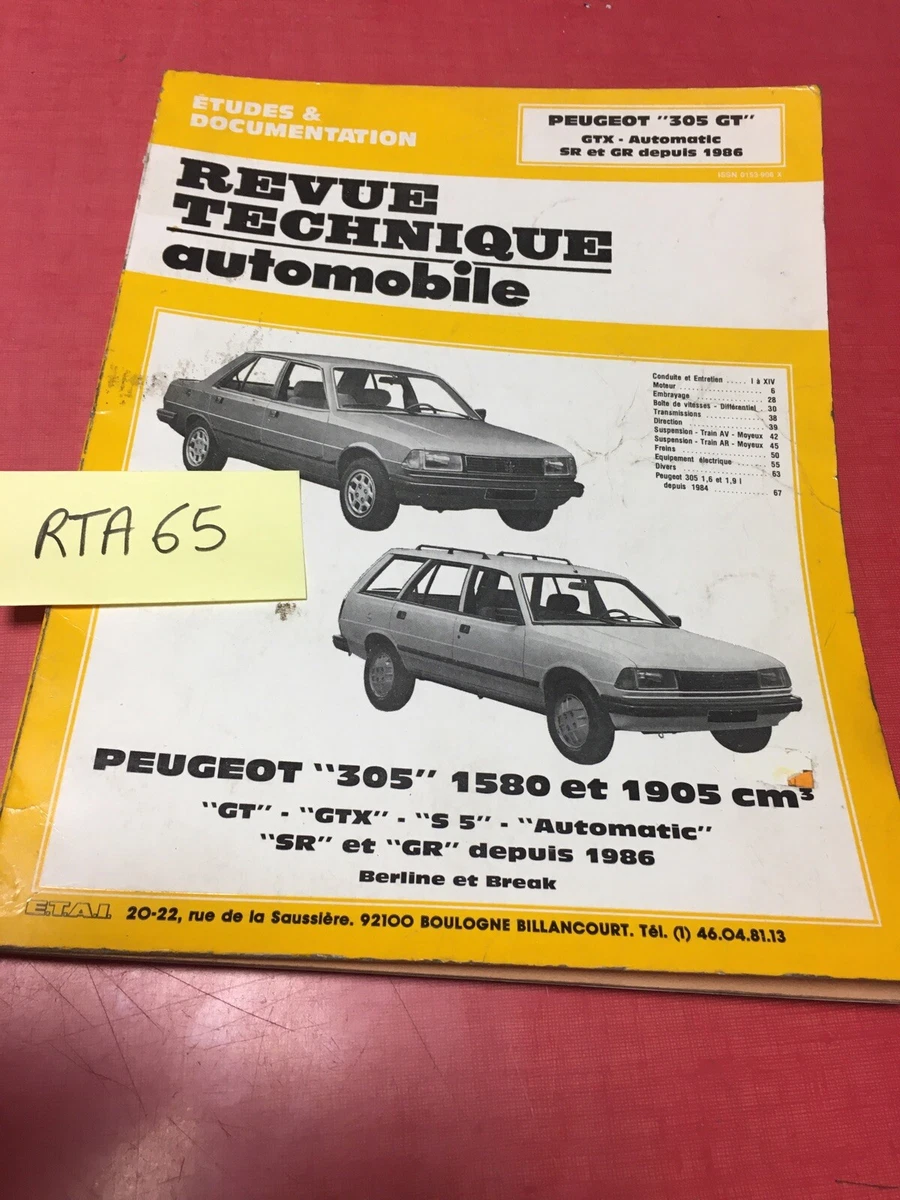 ÉTUDES &
DOCUMENTATION
PEUGEOT "305 GT"
GTX - Automatic
SR et GR depuis 1986
REVUE
TECHNIQUE
automobile
Conduite et Entretien ..... I à XIV
Moteur ..................... 6
Embrayage ................. 28
Boîte de vitesses - Différentiel .. 30
Transmissions .............. 38
Direction ................... 39
Suspension - Train AV - Moyeux 42
Suspension - Train AR - Moyeux 45
Freins ...................... 50
Equipement électrique ....... 55
Divers ...................... 63
Peugeot 305 1,6 et 1,9 l
depuis 1984 ............... 67
RTA 65
PEUGEOT "305" 1580 et 1905 cm³
"GT" - "GTX" - "S 5" - "Automatic"
"SR" et "GR" depuis 1986
Berline et Break
E.T.A.I. 20-22, rue de la Saussière. 92100 BOULOGNE BILLANCOURT. Tél. (1) 46.04.81.13